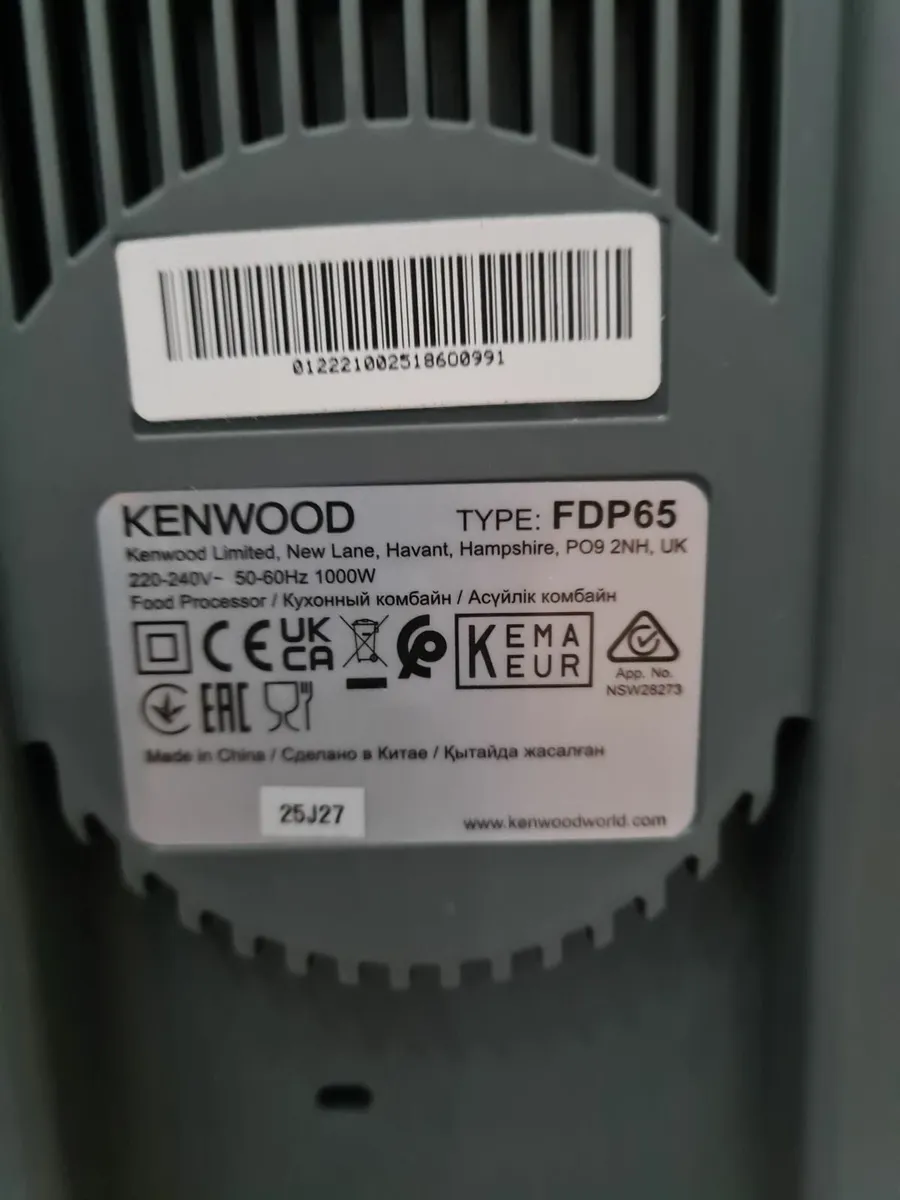 012221002518600991
KENWOOD TYPE: FDP65
Kenwood Limited, New Lane, Havant, Hampshire, PO9 2NH, UK
220-240V~ 50-60Hz 1000W
Food Processor / Кухонный комбайн / Асүйлік комбайн
CE UK CA KEMA EUR
App. No.
NSW28273
EAC
Made in China / Сделано в Китае / Қытайда жасалған
25J27
www.kenwoodworld.com